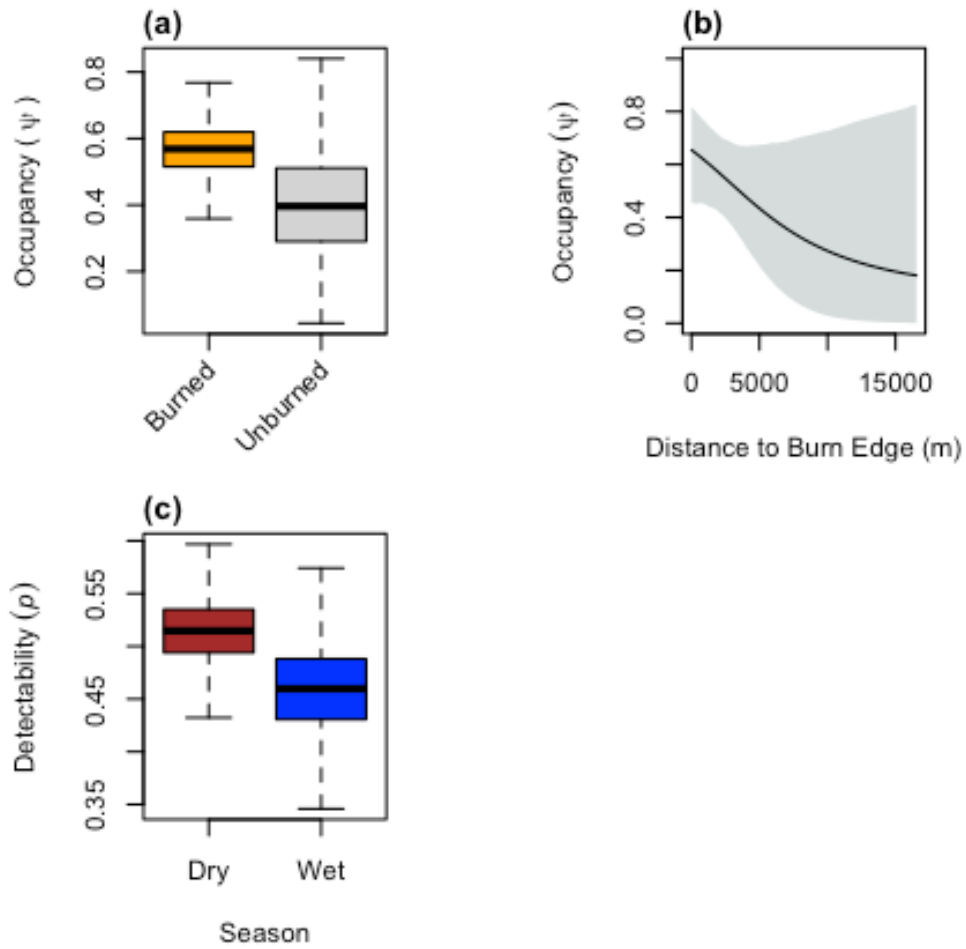 (a)
Occupancy ( ψ )
0.8
0.6
0.4
0.2
Burned
Unburned
(b)
Occupancy (ψ)
0.8
0.4
0.0
0
5000
15000
Distance to Burn Edge (m)
(c)
Detectability (ρ)
0.55
0.45
0.35
Dry
Wet
Season